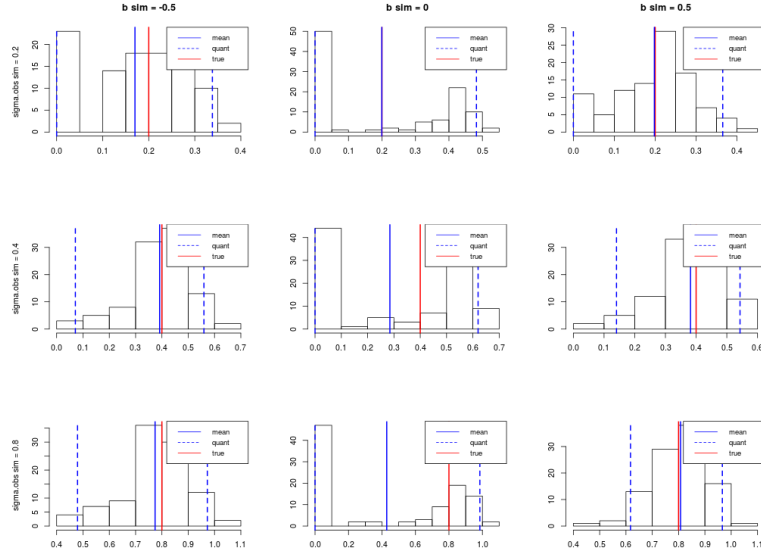 b sim = -0.5
b sim = 0
b sim = 0.5
sigma.obs sim = 0.2
0 5 10 15 20
0.0 0.1 0.2 0.3 0.4
mean
quant
true
0 10 20 30 40 50
0.0 0.1 0.2 0.3 0.4 0.5
mean
quant
true
0 5 10 15 20 25 30
0.0 0.1 0.2 0.3 0.4
mean
quant
true
sigma.obs sim = 0.4
0 10 20 30
0.0 0.1 0.2 0.3 0.4 0.5 0.6 0.7
mean
quant
true
0 10 20 30 40
0.0 0.1 0.2 0.3 0.4 0.5 0.6 0.7
mean
quant
true
0 10 20 30
0.0 0.1 0.2 0.3 0.4 0.5 0.6
mean
quant
true
sigma.obs sim = 0.8
0 5 10 20 30
0.4 0.5 0.6 0.7 0.8 0.9 1.0 1.1
mean
quant
true
0 10 20 30 40
0.0 0.2 0.4 0.6 0.8 1.0
mean
quant
true
0 10 20 30
0.4 0.5 0.6 0.7 0.8 0.9 1.0 1.1
mean
quant
true